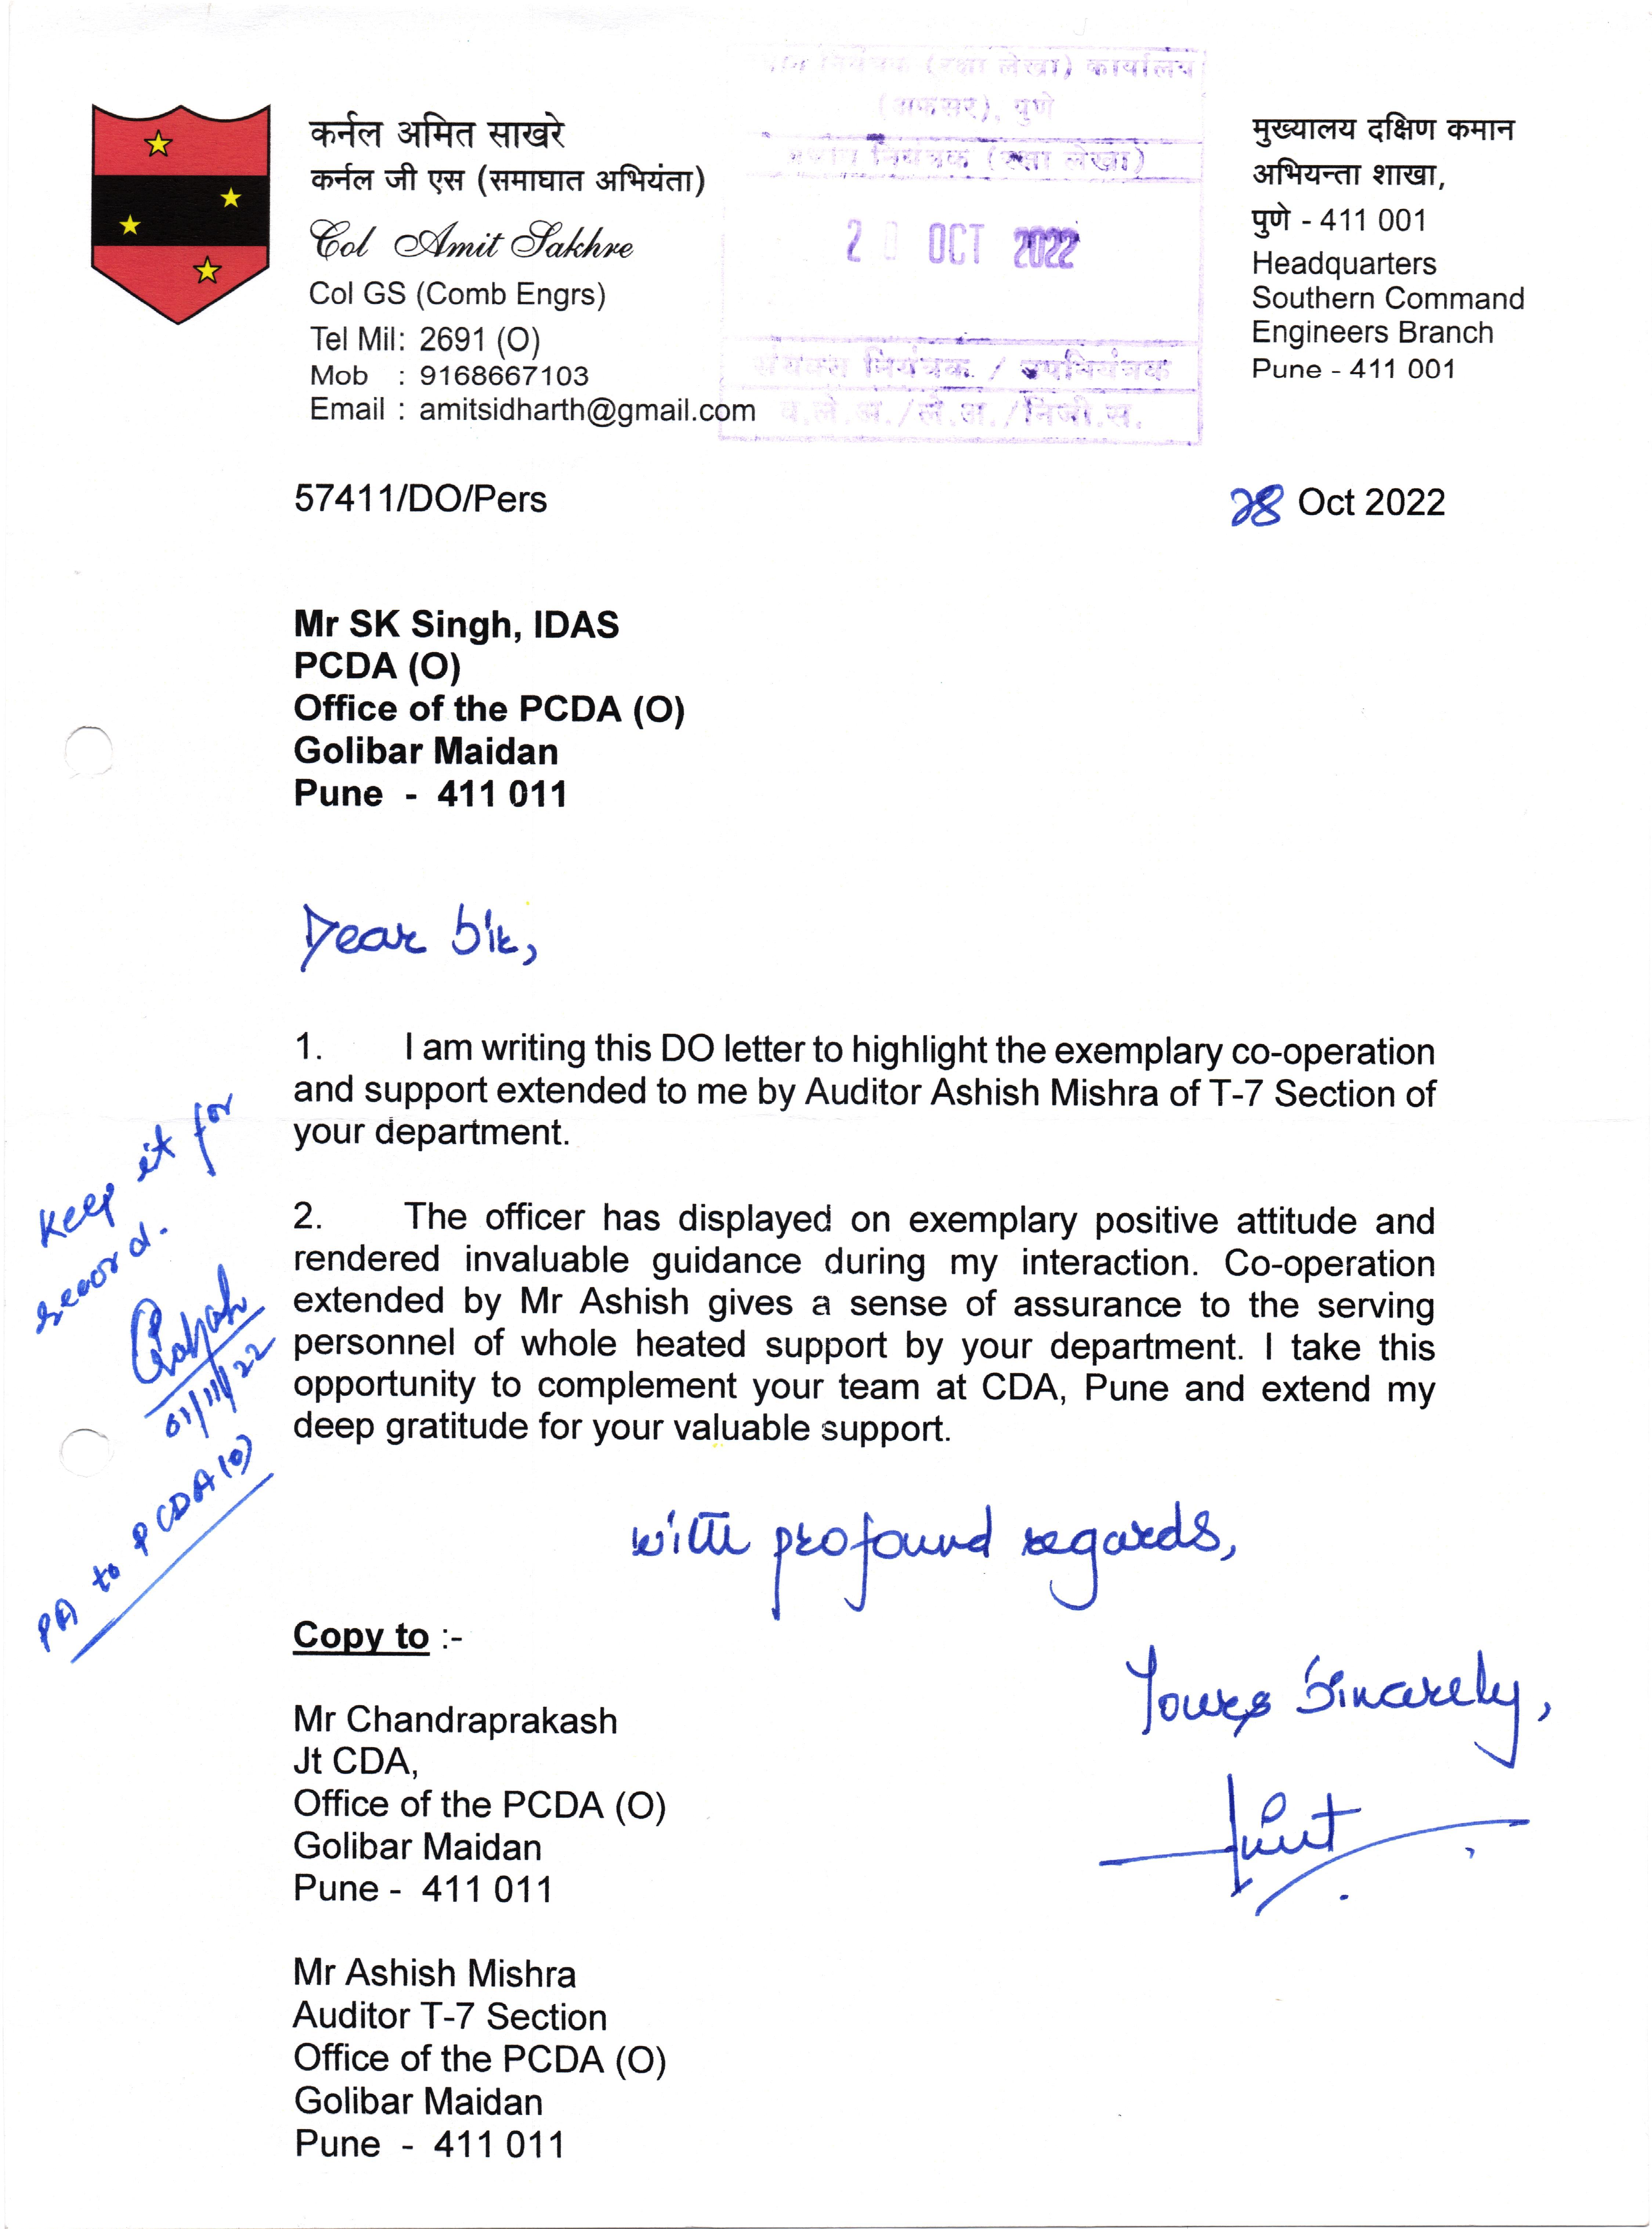 कर्नल अमित साखरे
कर्नल जी एस (समाघात अभियंता)
Col Amit Sakhre
Col GS (Comb Engrs)
Tel Mil: 2691 (O)
Mob : 9168667103
Email : amitsidharth@gmail.com
(रक्षा लेखा) कार्यालय
(अफसर), पुणे
नियंत्रक (रक्षा लेखा)
OCT 2022
नियंत्रक / उपनियंत्रक
व.ले.अ./ले.अ./निजी.स.
मुख्यालय दक्षिण कमान
अभियन्ता शाखा,
पुणे - 411 001
Headquarters
Southern Command
Engineers Branch
Pune - 411 001
57411/DO/Pers
28 Oct 2022
Mr SK Singh, IDAS
PCDA (O)
Office of the PCDA (O)
Golibar Maidan
Pune - 411 011
Dear Sir,
1. I am writing this DO letter to highlight the exemplary co-operation
and support extended to me by Auditor Ashish Mishra of T-7 Section of
your department.
2. The officer has displayed on exemplary positive attitude and
rendered invaluable guidance during my interaction. Co-operation
extended by Mr Ashish gives a sense of assurance to the serving
personnel of whole heated support by your department. I take this
opportunity to complement your team at CDA, Pune and extend my
deep gratitude for your valuable support.
Keep it for
record.
01/11/22
PA to PCDA(O)
with profound regards,
Yours Sincerely,
Copy to :-
Mr Chandraprakash
Jt CDA,
Office of the PCDA (O)
Golibar Maidan
Pune - 411 011
Mr Ashish Mishra
Auditor T-7 Section
Office of the PCDA (O)
Golibar Maidan
Pune - 411 011